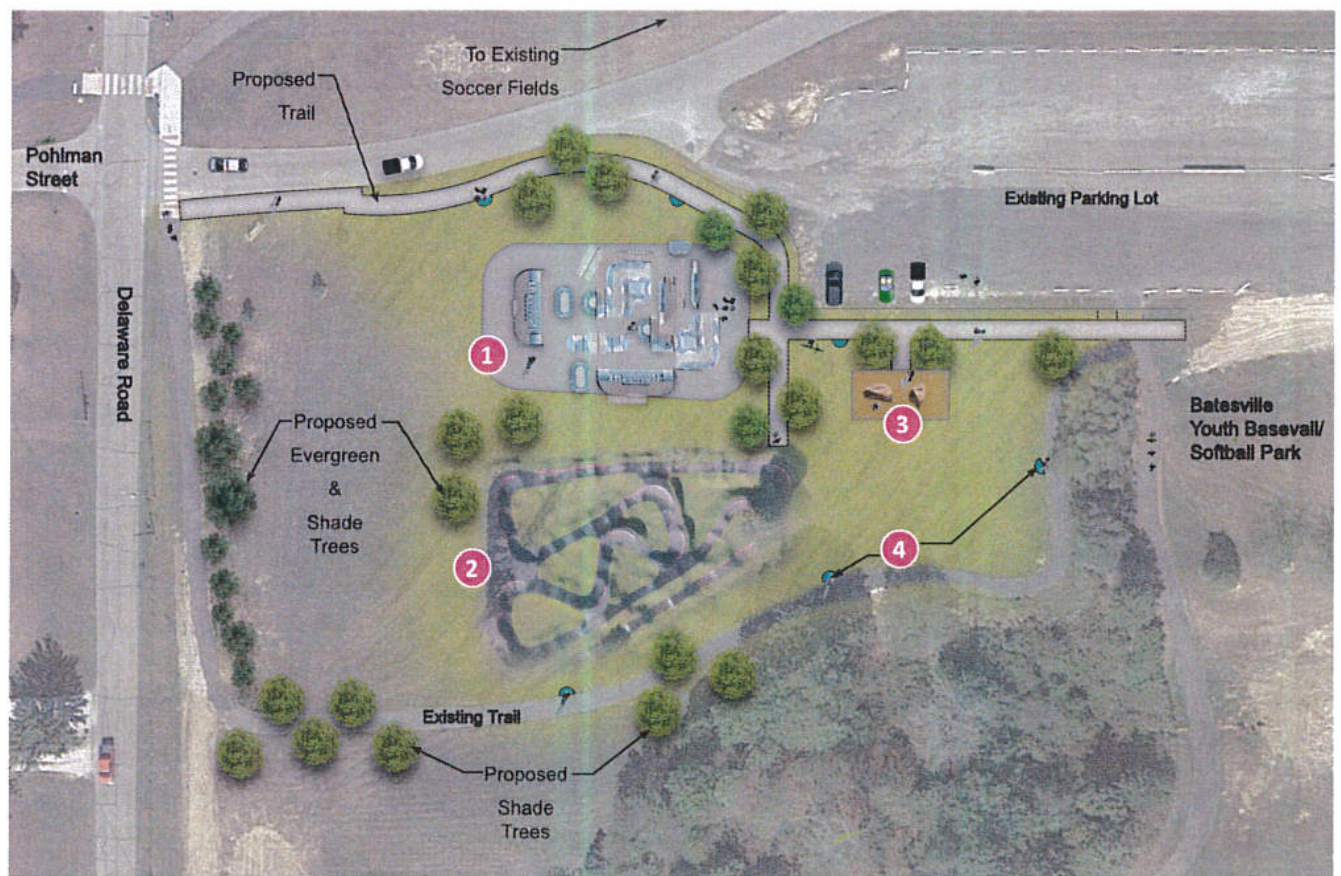 To Existing
Soccer Fields
Proposed
Trail
Pohlman
Street
Existing Parking Lot
Delaware Road
1
Proposed
Evergreen
&
Shade
Trees
3
Batesville
Youth Basevall/
Softball Park
2
4
Existing Trail
Proposed
Shade
Trees